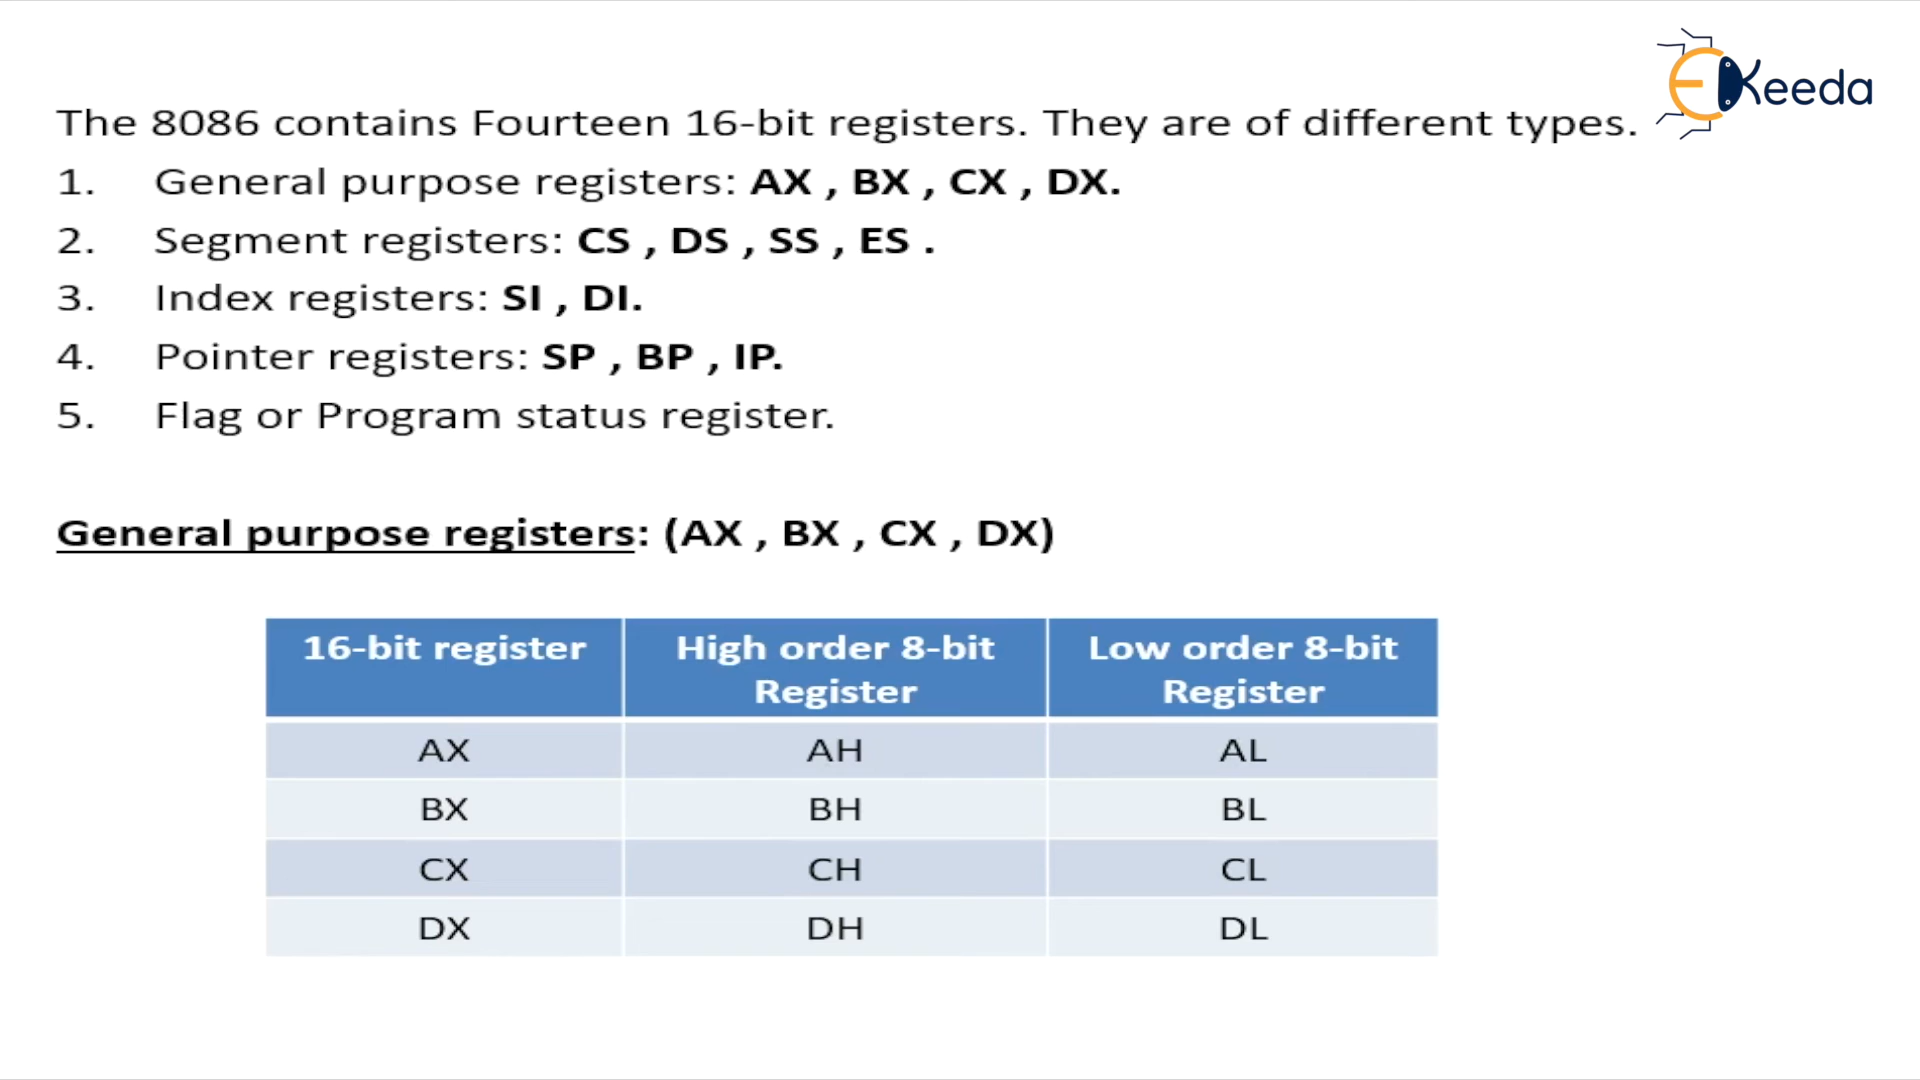 EKeeda
The 8086 contains Fourteen 16-bit registers. They are of different types.
1. General purpose registers: AX , BX , CX , DX.
2. Segment registers: CS , DS , SS , ES .
3. Index registers: SI , DI.
4. Pointer registers: SP , BP , IP.
5. Flag or Program status register.
General purpose registers: (AX , BX , CX , DX)
16-bit register High order 8-bit Register Low order 8-bit Register
AX AH AL
BX BH BL
CX CH CL
DX DH DL